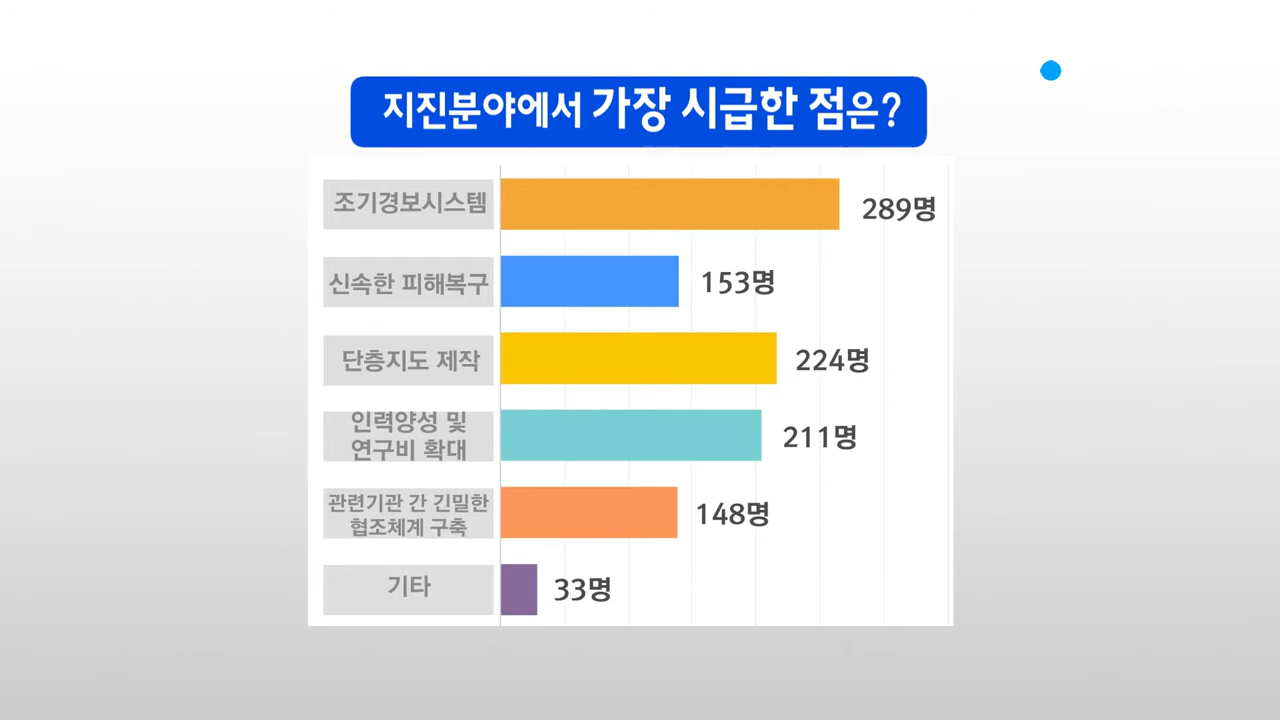 지진분야에서 가장 시급한 점은?
조기경보시스템
289명
신속한 피해복구
153명
단층지도 제작
224명
인력양성 및
연구비 확대
211명
관련기관 간 긴밀한
협조체계 구축
148명
기타
33명